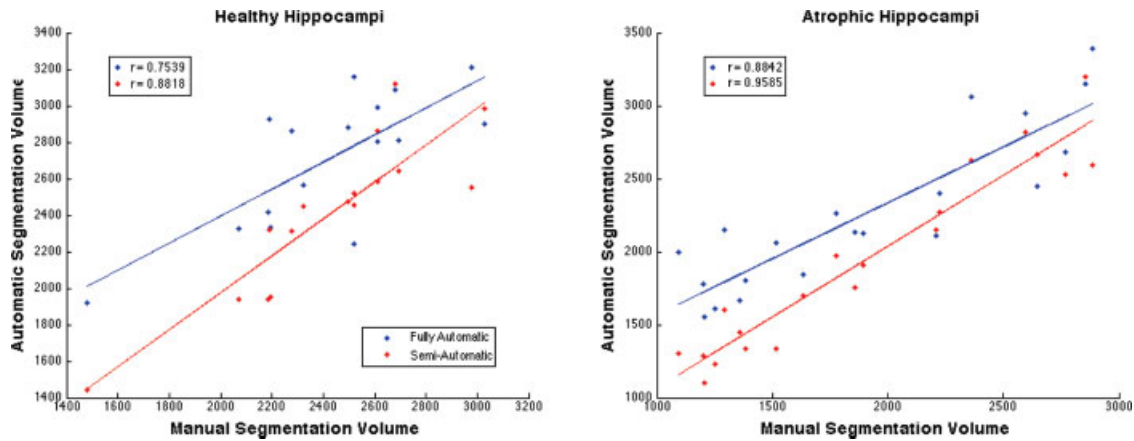 Healthy Hippocampi
Automatic Segmentation Volume
3400
3200
3000
2800
2600
2400
2200
2000
1800
1600
1400
r= 0.7539
r= 0.8818
Fully Automatic
Semi-Automatic
1400 1600 1800 2000 2200 2400 2600 2800 3000 3200
Manual Segmentation Volume
Atrophic Hippocampi
Automatic Segmentation Volume
3500
3000
2500
2000
1500
1000
r= 0.8842
r= 0.9585
1000 1500 2000 2500 3000
Manual Segmentation Volume